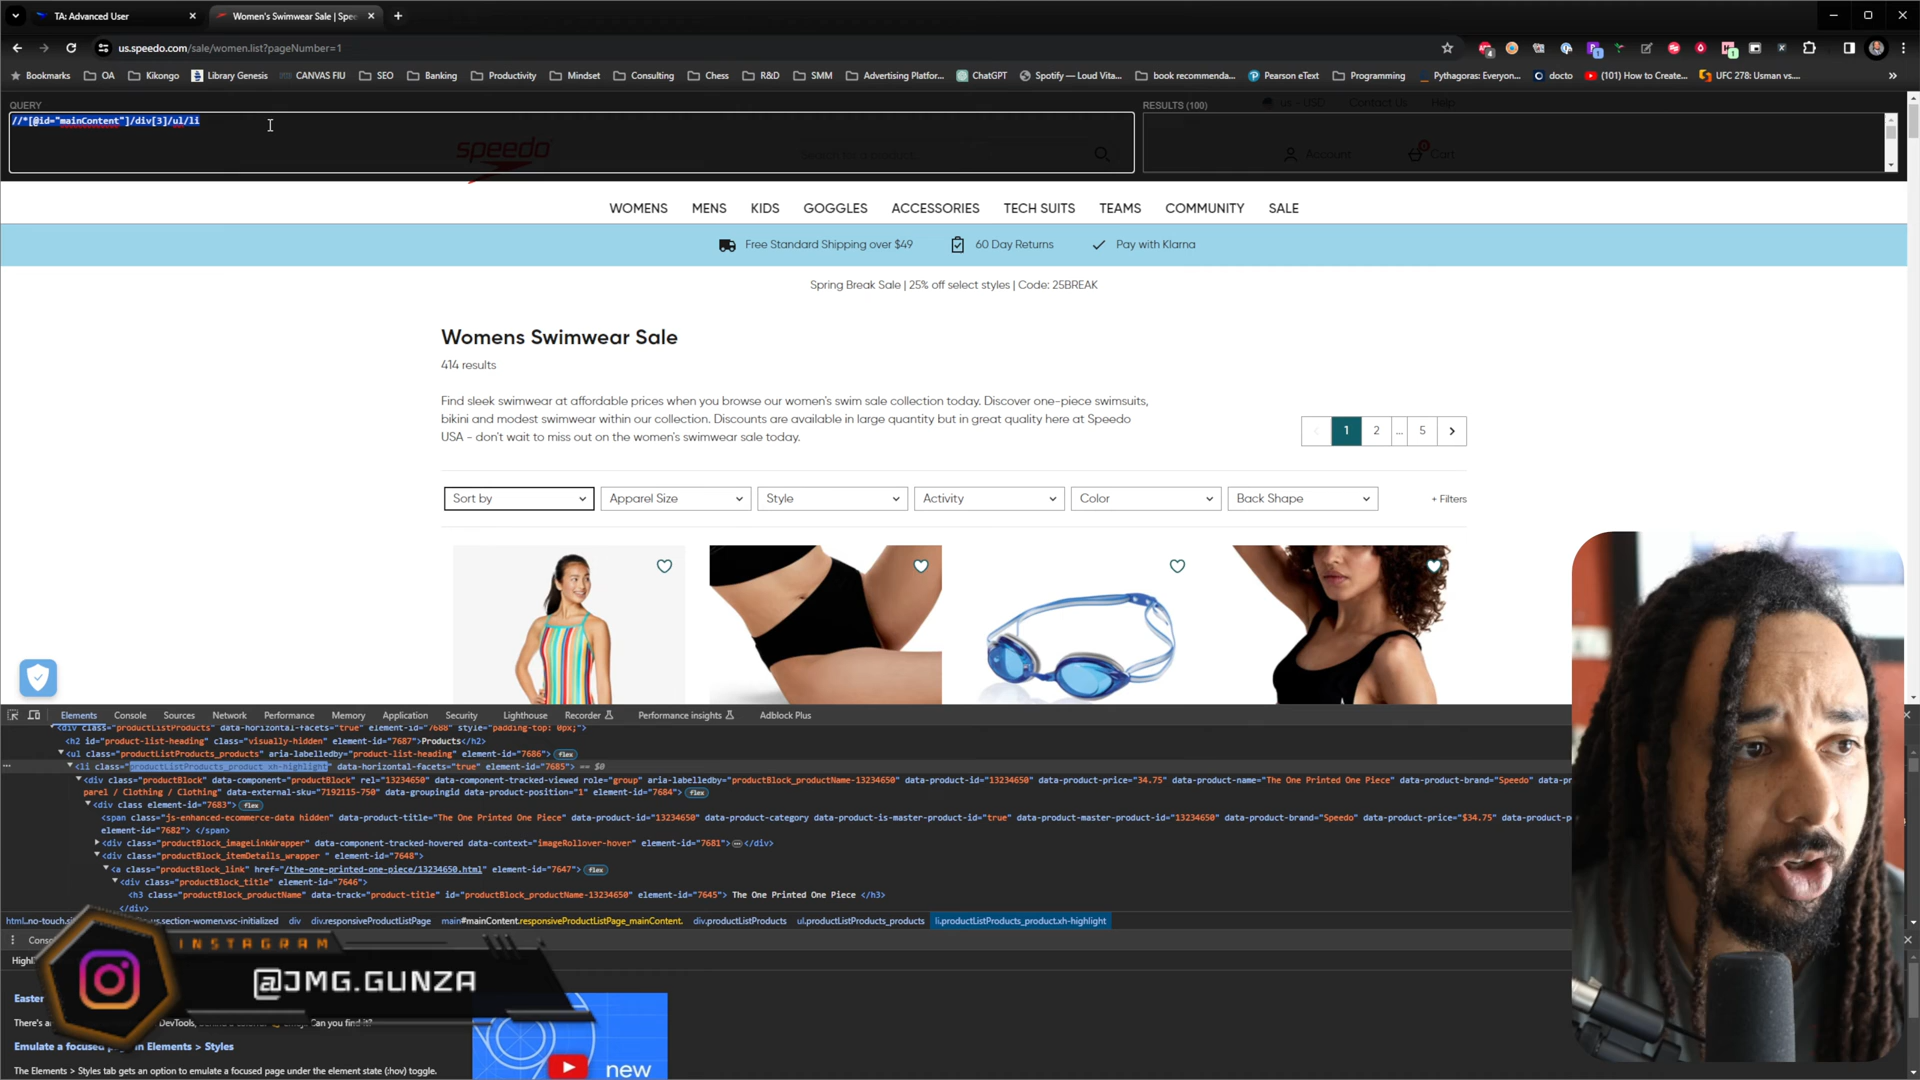 TA: Advanced User
Women's Swimwear Sale | Spee
us.speedo.com/sale/women.list?pageNumber=1
Bookmarks OA Kikongo Library Genesis CANVAS FIU SEO Banking Productivity Mindset Consulting Chess R&D SMM Advertising Platfor... ChatGPT Spotify – Loud Vita... book recommenda... Pearson eText Programming Pythagoras: Everyon... docto (101) How to Create... UFC 278: Usman vs.... »
QUERY
RESULTS (100)
us - USD Contact Us Help
//*[@id="mainContent"]/div[3]/ul/li
speedo
Search for a product...
Account
Cart
WOMENS MENS KIDS GOGGLES ACCESSORIES TECH SUITS TEAMS COMMUNITY SALE
Free Standard Shipping over $49 60 Day Returns Pay with Klarna
Spring Break Sale | 25% off select styles | Code: 25BREAK
Womens Swimwear Sale
414 results
Find sleek swimwear at affordable prices when you browse our women's swim sale collection today. Discover one-piece swimsuits,
bikini and modest swimwear within our collection. Discounts are available in large quantity but in great quality here at Speedo
USA - don't wait to miss out on the women's swimwear sale today.
1 2 ... 5
Sort by Apparel Size Style Activity Color Back Shape + Filters
Elements Console Sources Network Performance Memory Application Security Lighthouse Recorder Performance insights Adblock Plus
<div class="productListProducts" data-horizontal-facets="true" element-id="7688" style="padding-top: 0px;">
<h2 id="product-list-heading" class="visually-hidden" element-id="7687">Products</h2>
<ul class="productListProducts_products" aria-labelledby="product-list-heading" element-id="7686"> flex
<li class="productListProducts_product xh-highlight" data-horizontal-facets="true" element-id="7685"> == $0
<div class="productBlock" data-component="productBlock" rel="13234650" data-component-tracked-viewed role="group" aria-labelledby="productBlock_productName-13234650" data-product-id="13234650" data-product-price="34.75" data-product-name="The One Printed One Piece" data-product-brand="Speedo" data-product-
parel / Clothing / Clothing" data-external-sku="7192115-750" data-groupingid data-product-position="1" element-id="7684"> flex
<div class element-id="7683"> flex
<span class="js-enhanced-ecommerce-data hidden" data-product-title="The One Printed One Piece" data-product-id="13234650" data-product-category data-product-is-master-product-id="true" data-product-master-product-id="13234650" data-product-brand="Speedo" data-product-price="$34.75" data-product-
element-id="7682"> </span>
<div class="productBlock_imageLinkWrapper" data-component-tracked-hovered data-context="imageRollover-hover" element-id="7681"> </div>
<div class="productBlock_itemDetails_wrapper " element-id="7648">
<a class="productBlock_link" href="/the-one-printed-one-piece/13234650.html" element-id="7647"> flex
<div class="productBlock_title" element-id="7646">
<h3 class="productBlock_productName" data-track="product-title" id="productBlock_productName-13234650" element-id="7645"> The One Printed One Piece </h3>
</div>
section-women.vsc-initialized div div.responsiveProductListPage main#mainContent.responsiveProductListPage_mainContent. div.productListProducts ul.productListProducts_products li.productListProducts_product.xh-highlight
INSTAGRAM
@JMG.GUNZA
Easter
DevTools,
Can you find it?
Emulate a focused page in Elements > Styles
The Elements > Styles tab gets an option to emulate a focused page under the element state (:hov) toggle.
new